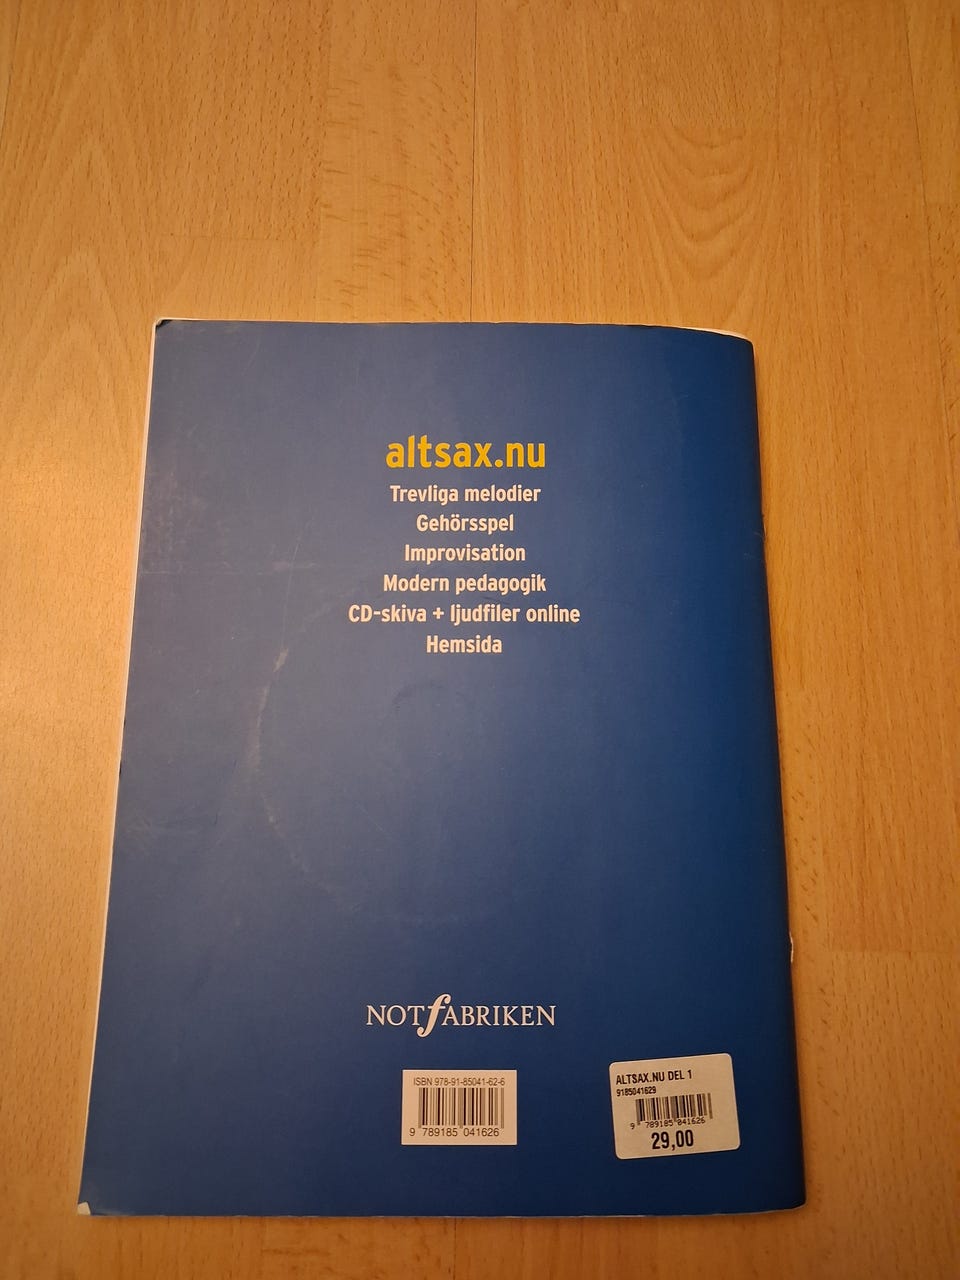 altsax.nu
Trevliga melodier
Gehörsspel
Improvisation
Modern pedagogik
CD-skiva + ljudfiler online
Hemsida
NOTfABRIKEN
ISBN 978-91-85041-62-6
9 789185 041626
ALTSAX.NU DEL 1
9185041629
9 789185 041626
29,00